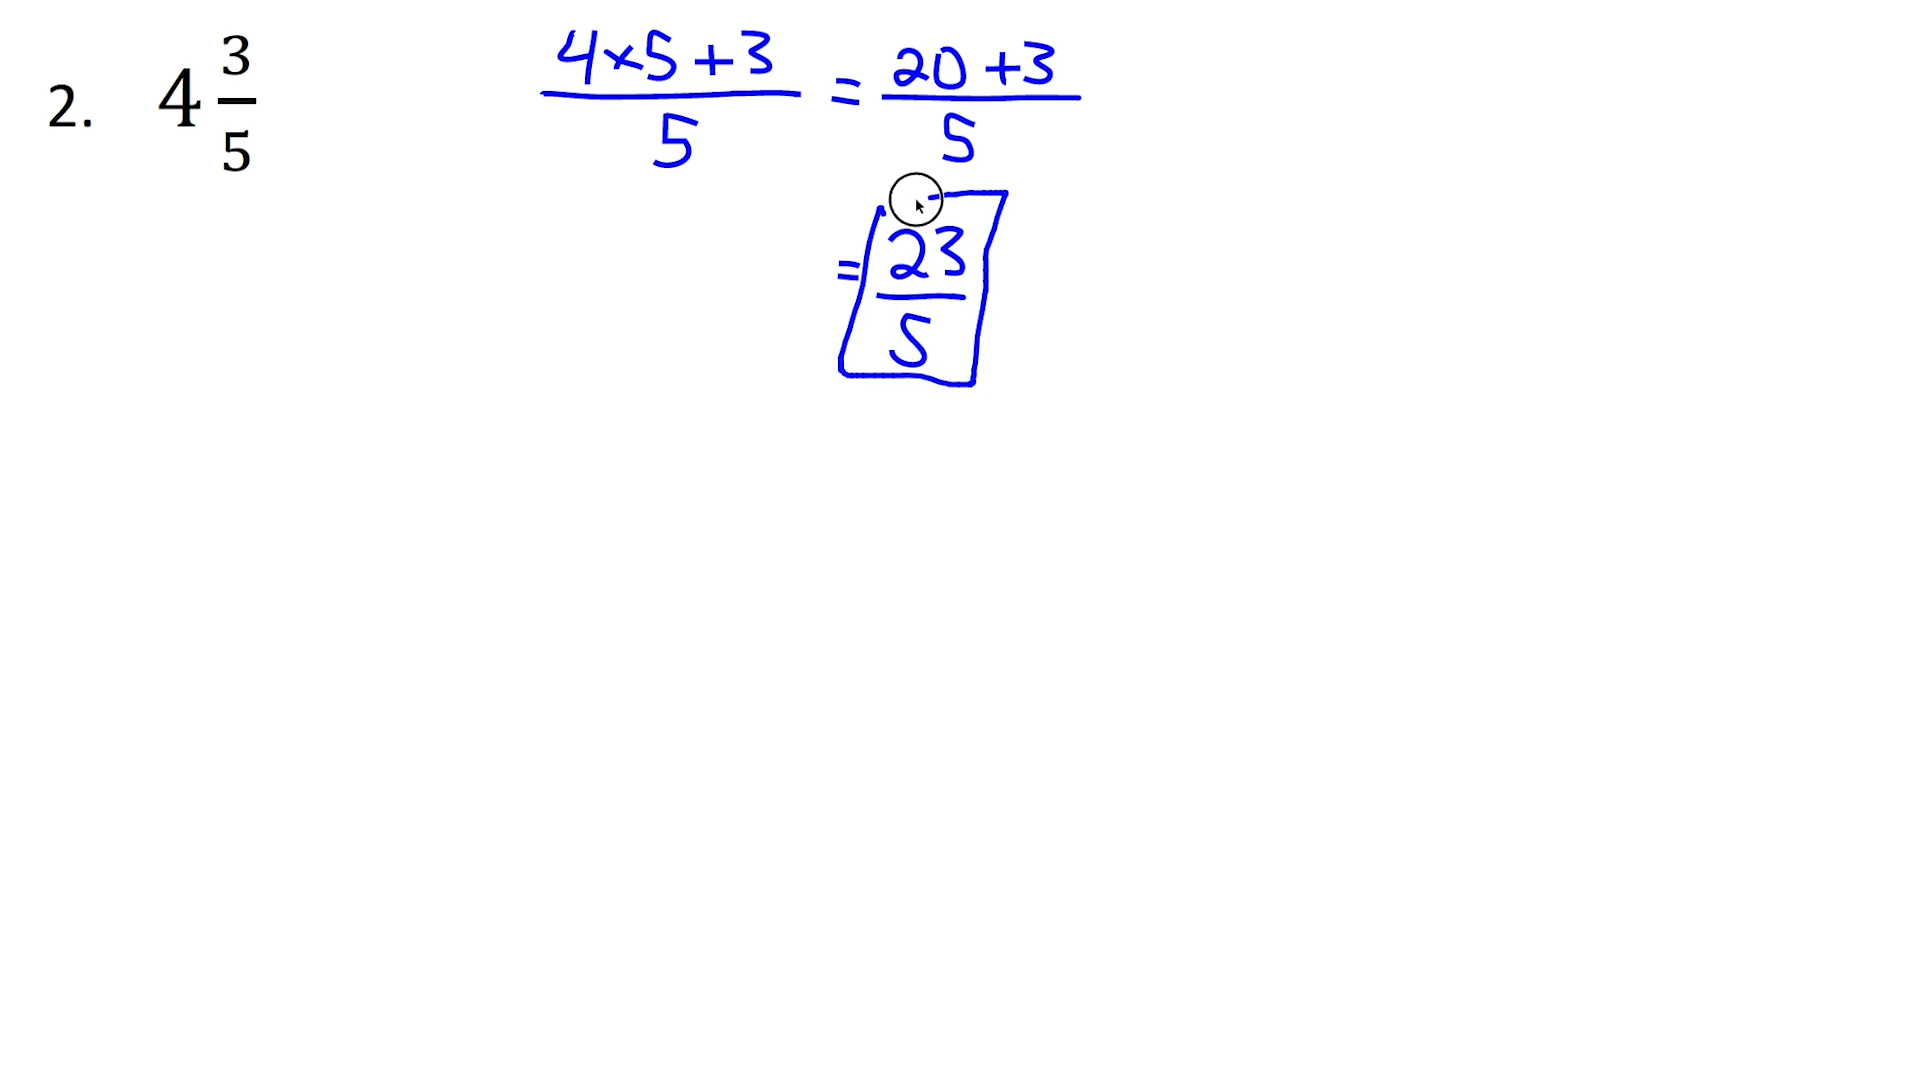 2. 4 3/5 (4×5+3)/5 = (20+3)/5
= 23/5